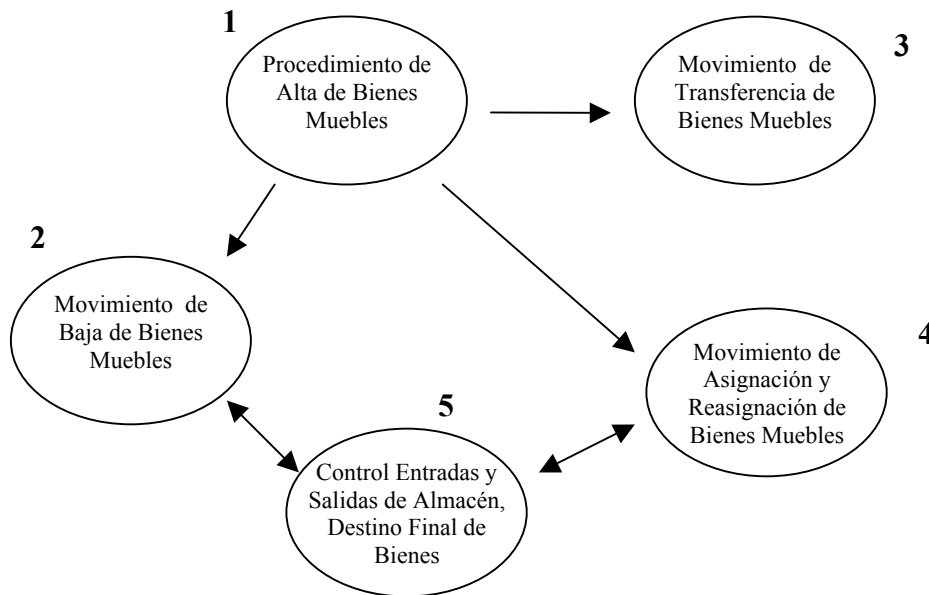 1
Procedimiento de
Alta de Bienes
Muebles
3
Movimiento de
Transferencia de
Bienes Muebles
2
Movimiento de
Baja de Bienes
Muebles
4
Movimiento de
Asignación y
Reasignación de
Bienes Muebles
5
Control Entradas y
Salidas de Almacén,
Destino Final de
Bienes